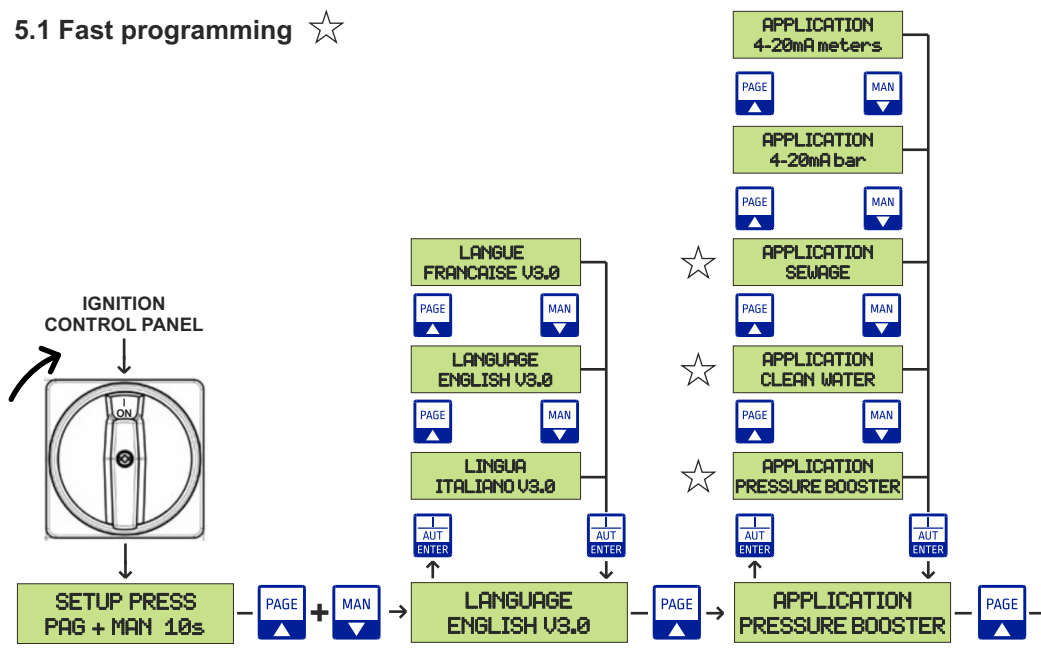 5.1 Fast programming
APPLICATION
4-20mA meters
PAGE
MAN
APPLICATION
4-20mA bar
PAGE
MAN
LANGUE
FRANCAISE V3.0
APPLICATION
SEWAGE
PAGE
MAN
PAGE
MAN
IGNITION
CONTROL PANEL
LANGUAGE
ENGLISH V3.0
APPLICATION
CLEAN WATER
I
ON
PAGE
MAN
PAGE
MAN
LINGUA
ITALIANO V3.0
APPLICATION
PRESSURE BOOSTER
I
AUT
ENTER
I
AUT
ENTER
I
AUT
ENTER
I
AUT
ENTER
SETUP PRESS
PAG + MAN 10s
PAGE
+
MAN
LANGUAGE
ENGLISH V3.0
PAGE
APPLICATION
PRESSURE BOOSTER
PAGE